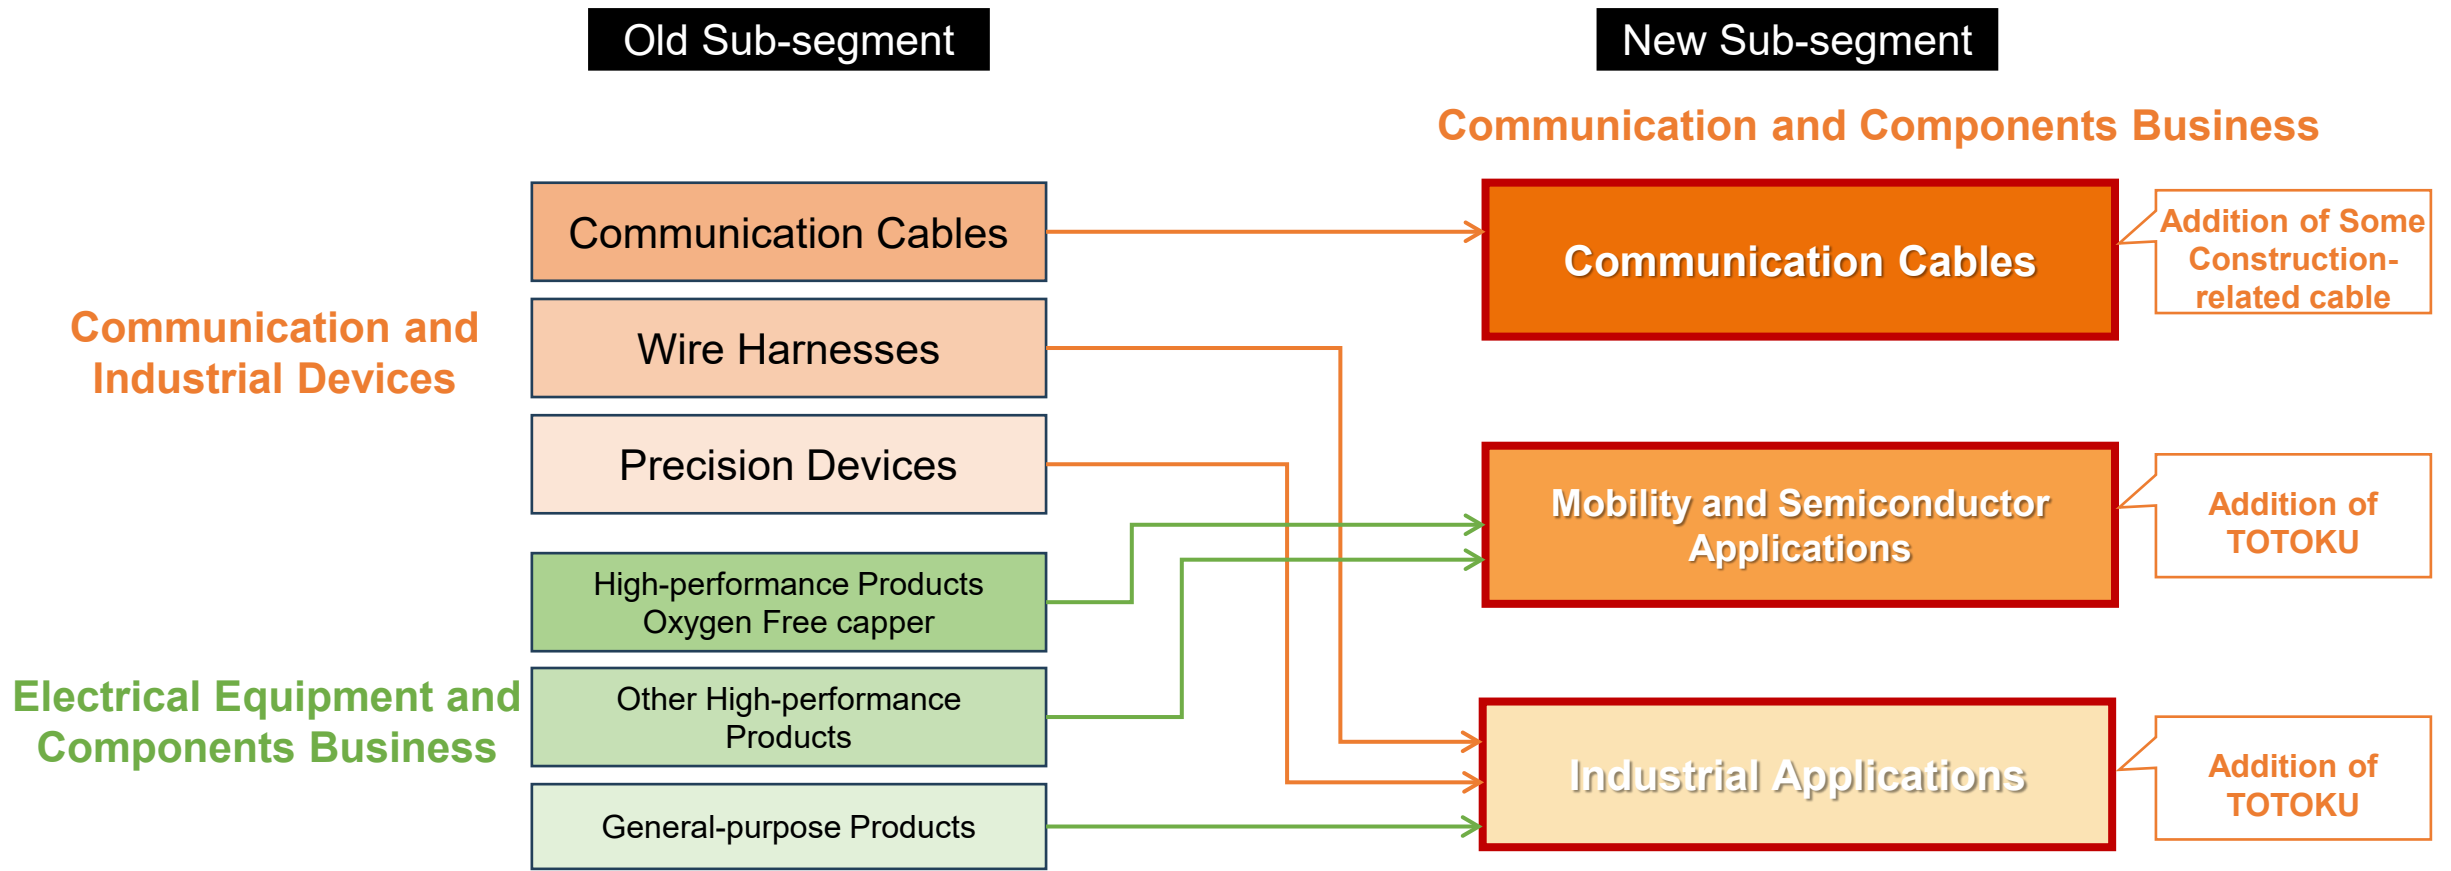 Old Sub-segment
New Sub-segment
Communication and Components Business
Communication and
Industrial Devices
Communication Cables
Wire Harnesses
Precision Devices
Electrical Equipment and
Components Business
High-performance Products
Oxygen Free capper
Other High-performance
Products
General-purpose Products
Communication Cables
Addition of Some
Construction-
related cable
Mobility and Semiconductor
Applications
Addition of
TOTOKU
Industrial Applications
Addition of
TOTOKU